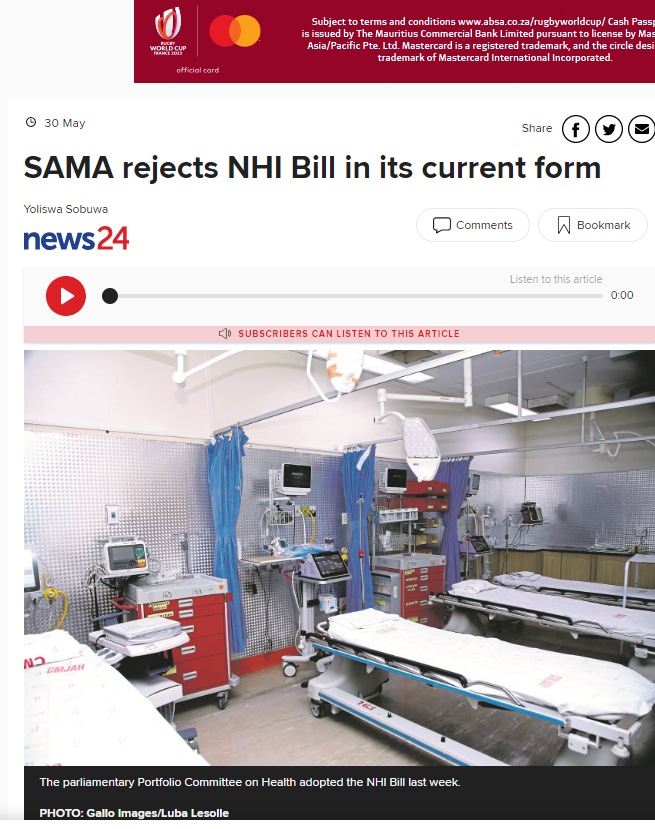 Subject to terms and conditions www.absa.co.za/rugbyworldcup/ Cash Passp
is issued by The Mauritius Commercial Bank Limited pursuant to license by Mas
Asia/Pacific Pte. Ltd. Mastercard is a registered trademark, and the circle desi
trademark of Mastercard International Incorporated.
RUGBY
WORLD CUP
FRANCE 2023
official card
30 May
Share
SAMA rejects NHI Bill in its current form
Yoliswa Sobuwa
news24
Comments
Bookmark
Listen to this article
0:00
SUBSCRIBERS CAN LISTEN TO THIS ARTICLE
163
163
CMJAH
163
The parliamentary Portfolio Committee on Health adopted the NHI Bill last week.
PHOTO: Gallo Images/Luba Lesolle